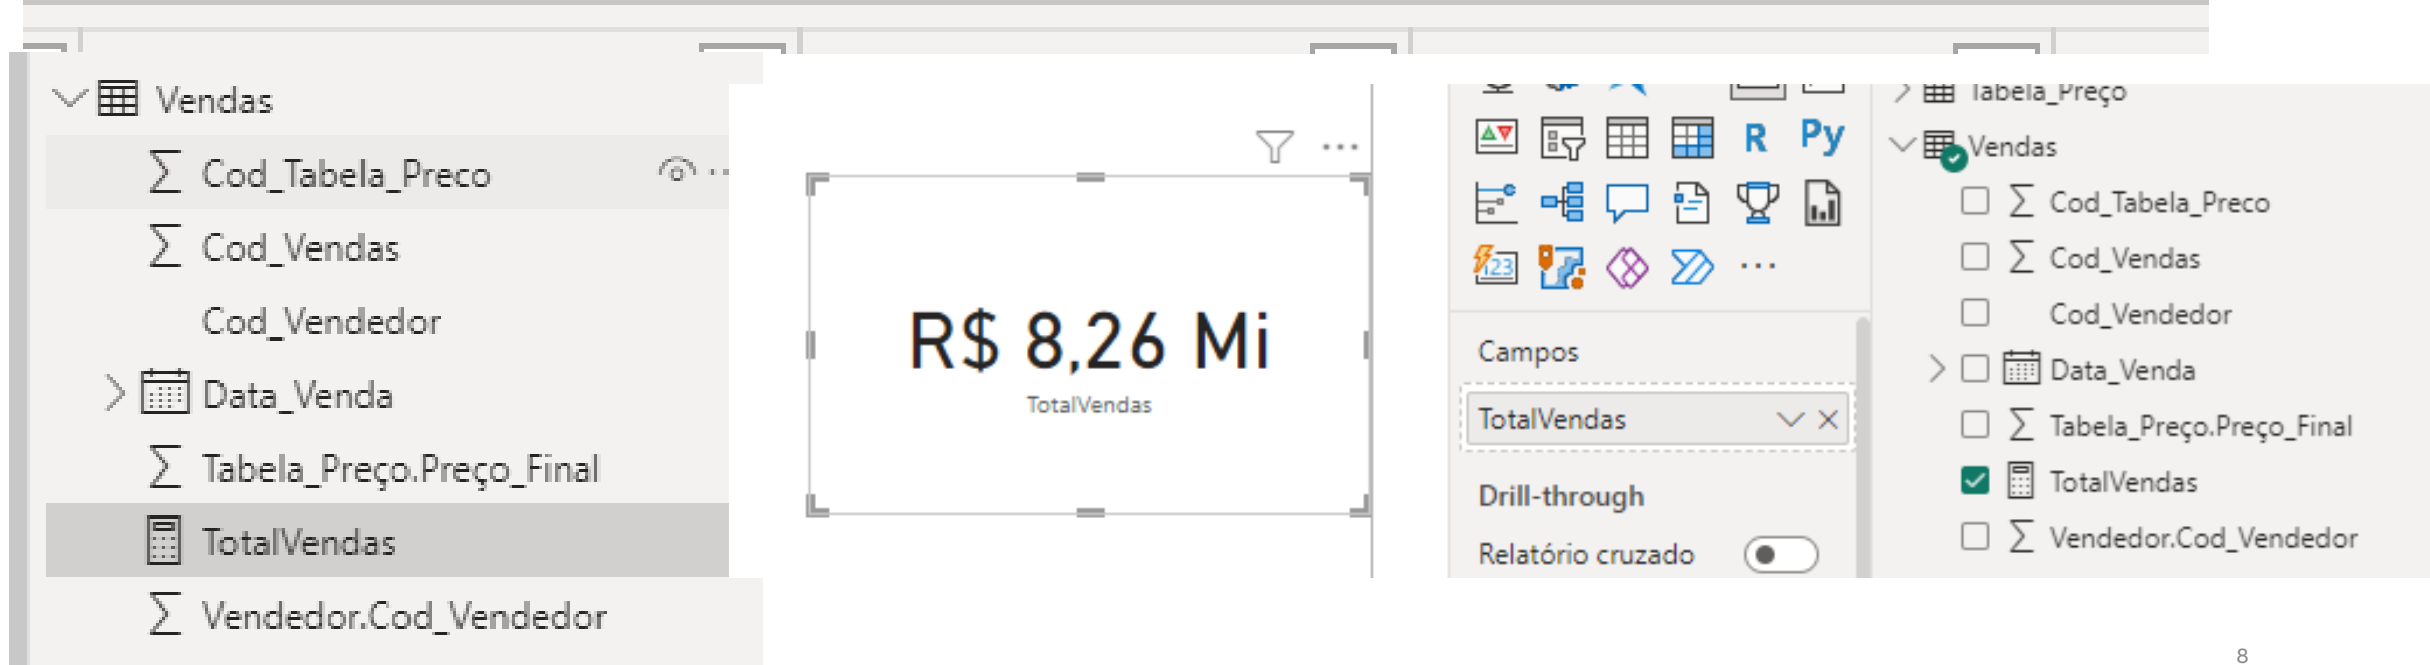 Vendas
Cod_Tabela_Preco
Cod_Vendas
Cod_Vendedor
Data_Venda
Tabela_Preço.Preço_Final
TotalVendas
Vendedor.Cod_Vendedor
R$ 8,26 Mi
TotalVendas
R Py
123
Campos
TotalVendas
Drill-through
Relatório cruzado
Tabela_Preço
Vendas
Cod_Tabela_Preco
Cod_Vendas
Cod_Vendedor
Data_Venda
Tabela_Preço.Preço_Final
TotalVendas
Vendedor.Cod_Vendedor
8